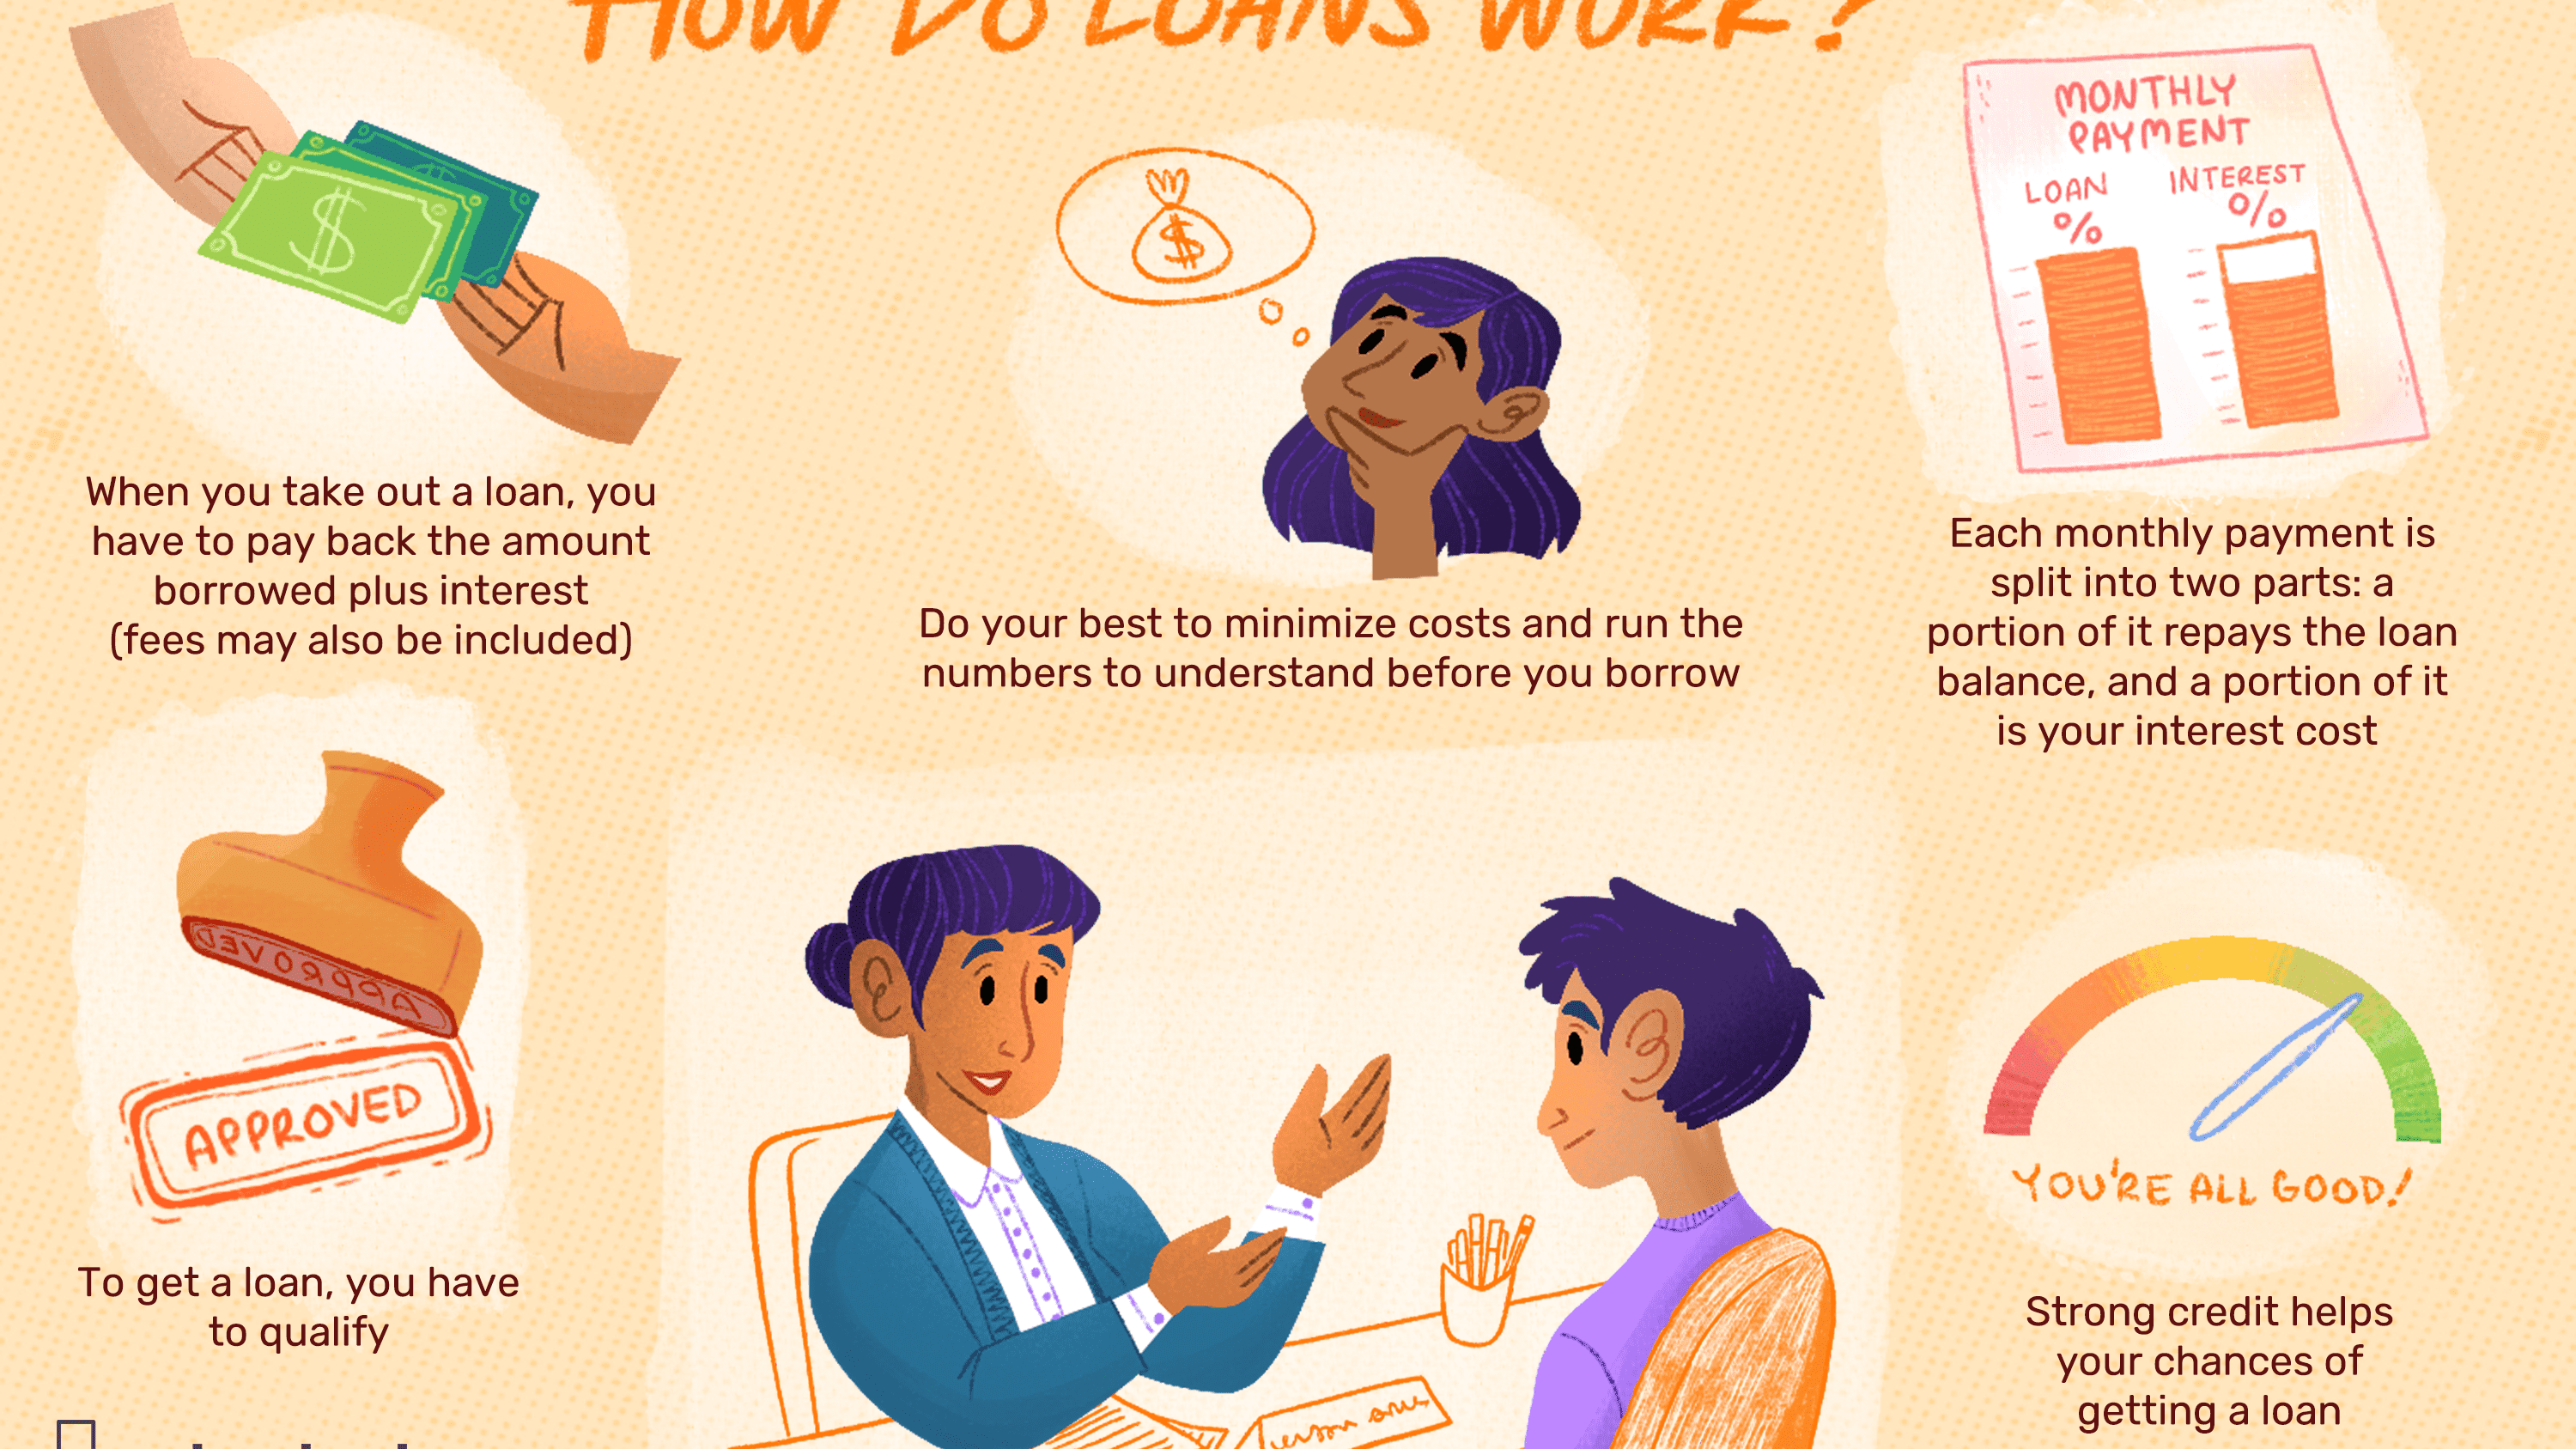 HOW DO LOANS WORK?
MONTHLY
PAYMENT
LOAN
%
INTEREST
%
When you take out a loan, you
have to pay back the amount
borrowed plus interest
(fees may also be included)
Do your best to minimize costs and run the
numbers to understand before you borrow
Each monthly payment is
split into two parts: a
portion of it repays the loan
balance, and a portion of it
is your interest cost
APPROVED
APPROVED
To get a loan, you have
to qualify
YOU'RE ALL GOOD!
Strong credit helps
your chances of
getting a loan